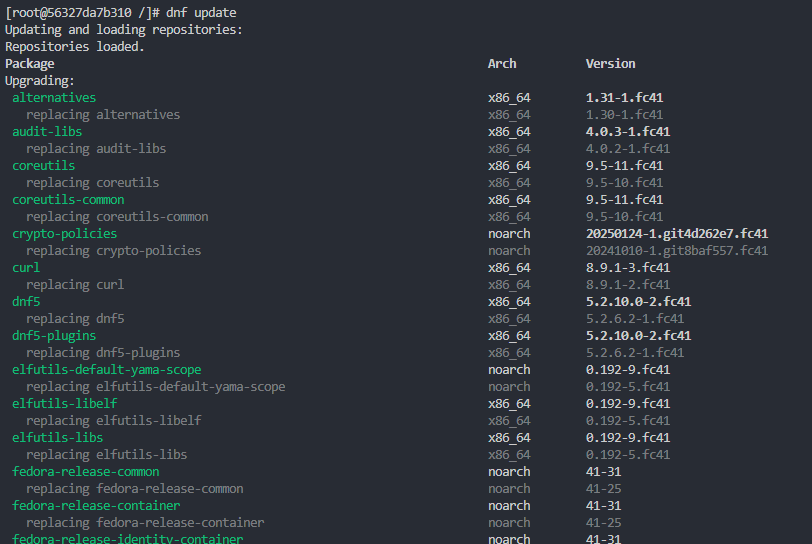 [root@56327da7b310 /]# dnf update
Updating and loading repositories:
Repositories loaded.
Package Arch Version
Upgrading:
alternatives x86_64 1.31-1.fc41
replacing alternatives x86_64 1.30-1.fc41
audit-libs x86_64 4.0.3-1.fc41
replacing audit-libs x86_64 4.0.2-1.fc41
coreutils x86_64 9.5-11.fc41
replacing coreutils x86_64 9.5-10.fc41
coreutils-common x86_64 9.5-11.fc41
replacing coreutils-common x86_64 9.5-10.fc41
crypto-policies noarch 20250124-1.git4d262e7.fc41
replacing crypto-policies noarch 20241010-1.git8baf557.fc41
curl x86_64 8.9.1-3.fc41
replacing curl x86_64 8.9.1-2.fc41
dnf5 x86_64 5.2.10.0-2.fc41
replacing dnf5 x86_64 5.2.6.2-1.fc41
dnf5-plugins x86_64 5.2.10.0-2.fc41
replacing dnf5-plugins x86_64 5.2.6.2-1.fc41
elfutils-default-yama-scope noarch 0.192-9.fc41
replacing elfutils-default-yama-scope noarch 0.192-5.fc41
elfutils-libelf x86_64 0.192-9.fc41
replacing elfutils-libelf x86_64 0.192-5.fc41
elfutils-libs x86_64 0.192-9.fc41
replacing elfutils-libs x86_64 0.192-5.fc41
fedora-release-common noarch 41-31
replacing fedora-release-common noarch 41-25
fedora-release-container noarch 41-31
replacing fedora-release-container noarch 41-25
fedora-release-identity-container noarch 41-31